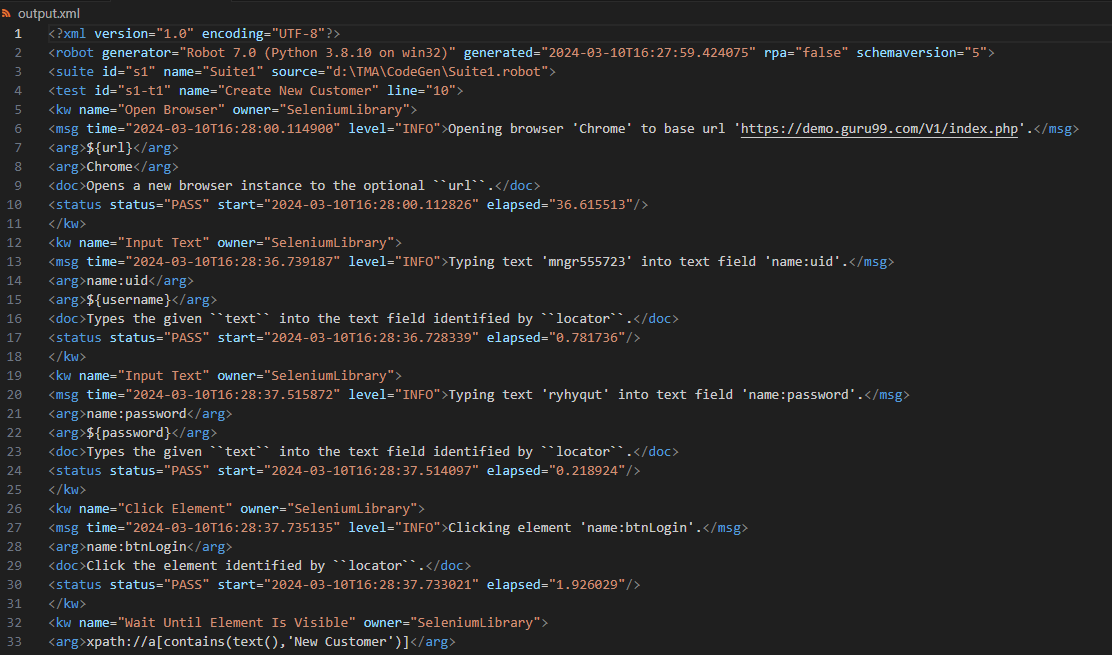 output.xml
1 <?xml version="1.0" encoding="UTF-8"?>
2 <robot generator="Robot 7.0 (Python 3.8.10 on win32)" generated="2024-03-10T16:27:59.424075" rpa="false" schemaversion="5">
3 <suite id="s1" name="Suite1" source="d:\TMA\CodeGen\Suite1.robot">
4 <test id="s1-t1" name="Create New Customer" line="10">
5 <kw name="Open Browser" owner="SeleniumLibrary">
6 <msg time="2024-03-10T16:28:00.114900" level="INFO">Opening browser 'Chrome' to base url 'https://demo.guru99.com/V1/index.php'.</msg>
7 <arg>${url}</arg>
8 <arg>Chrome</arg>
9 <doc>Opens a new browser instance to the optional ``url``.</doc>
10 <status status="PASS" start="2024-03-10T16:28:00.112826" elapsed="36.615513"/>
11 </kw>
12 <kw name="Input Text" owner="SeleniumLibrary">
13 <msg time="2024-03-10T16:28:36.739187" level="INFO">Typing text 'mngr555723' into text field 'name:uid'.</msg>
14 <arg>name:uid</arg>
15 <arg>${username}</arg>
16 <doc>Types the given ``text`` into the text field identified by ``locator``.</doc>
17 <status status="PASS" start="2024-03-10T16:28:36.728339" elapsed="0.781736"/>
18 </kw>
19 <kw name="Input Text" owner="SeleniumLibrary">
20 <msg time="2024-03-10T16:28:37.515872" level="INFO">Typing text 'ryhyqut' into text field 'name:password'.</msg>
21 <arg>name:password</arg>
22 <arg>${password}</arg>
23 <doc>Types the given ``text`` into the text field identified by ``locator``.</doc>
24 <status status="PASS" start="2024-03-10T16:28:37.514097" elapsed="0.218924"/>
25 </kw>
26 <kw name="Click Element" owner="SeleniumLibrary">
27 <msg time="2024-03-10T16:28:37.735135" level="INFO">Clicking element 'name:btnLogin'.</msg>
28 <arg>name:btnLogin</arg>
29 <doc>Click the element identified by ``locator``.</doc>
30 <status status="PASS" start="2024-03-10T16:28:37.733021" elapsed="1.926029"/>
31 </kw>
32 <kw name="Wait Until Element Is Visible" owner="SeleniumLibrary">
33 <arg>xpath://a[contains(text(),'New Customer')]</arg>